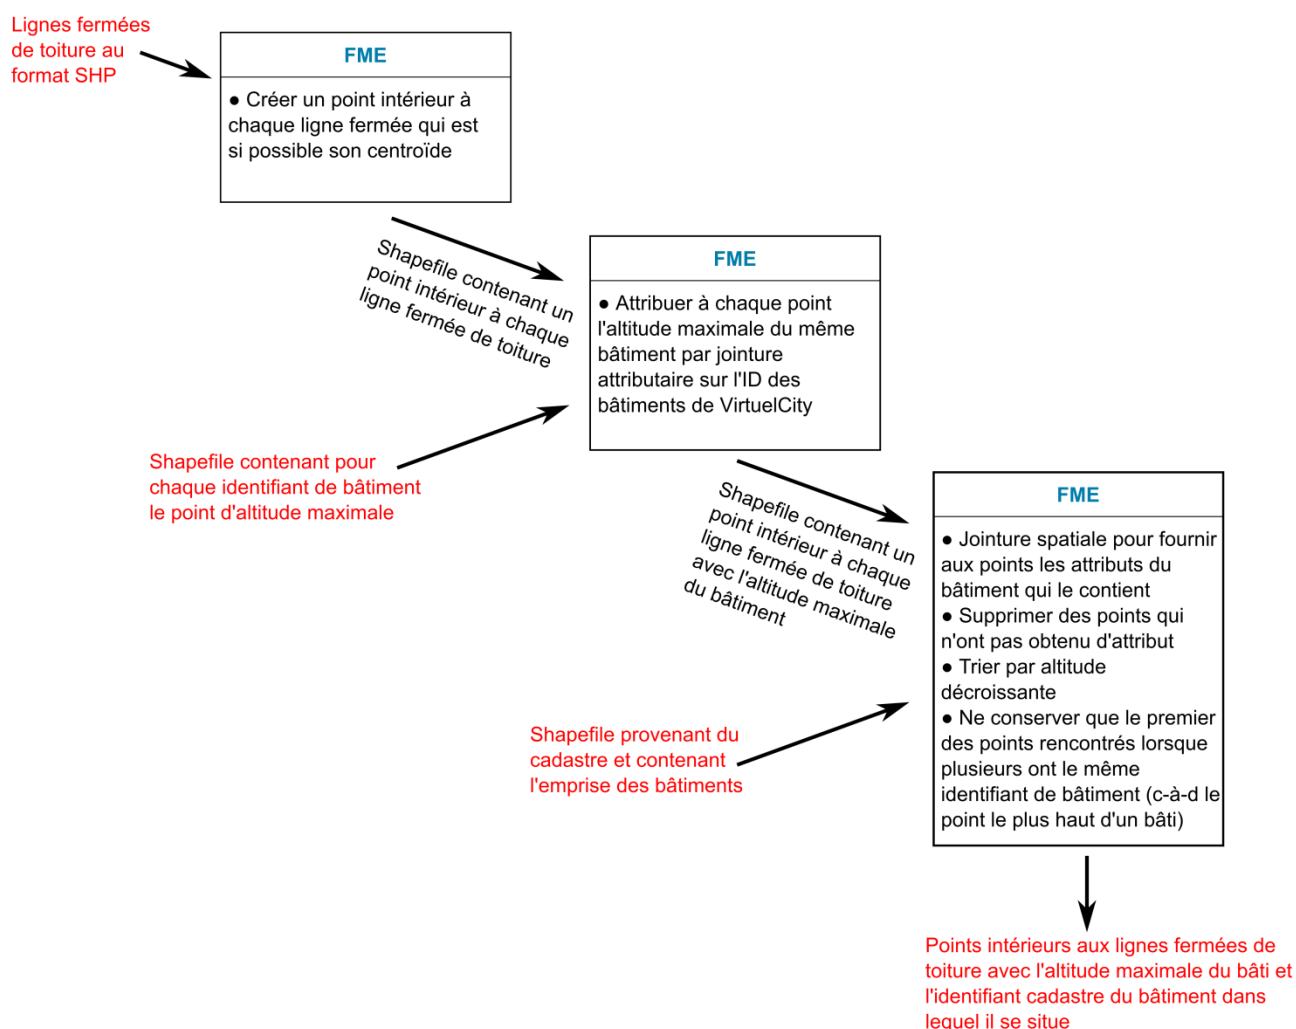 Lignes fermées
de toiture au
format SHP
FME
● Créer un point intérieur à
chaque ligne fermée qui est
si possible son centroïde
Shapefile contenant un
point intérieur à chaque
ligne fermée de toiture
FME
● Attribuer à chaque point
l'altitude maximale du même
bâtiment par jointure
attributaire sur l'ID des
bâtiments de VirtuelCity
Shapefile contenant pour
chaque identifiant de bâtiment
le point d'altitude maximale
Shapefile contenant un
point intérieur à chaque
ligne fermée de toiture
avec l'altitude maximale
du bâtiment
FME
● Jointure spatiale pour fournir
aux points les attributs du
bâtiment qui le contient
● Supprimer des points qui
n'ont pas obtenu d'attribut
● Trier par altitude
décroissante
● Ne conserver que le premier
des points rencontrés lorsque
plusieurs ont le même
identifiant de bâtiment (c-à-d le
point le plus haut d'un bâti)
Shapefile provenant du
cadastre et contenant
l'emprise des bâtiments
Points intérieurs aux lignes fermées de
toiture avec l'altitude maximale du bâti et
l'identifiant cadastre du bâtiment dans
lequel il se situe